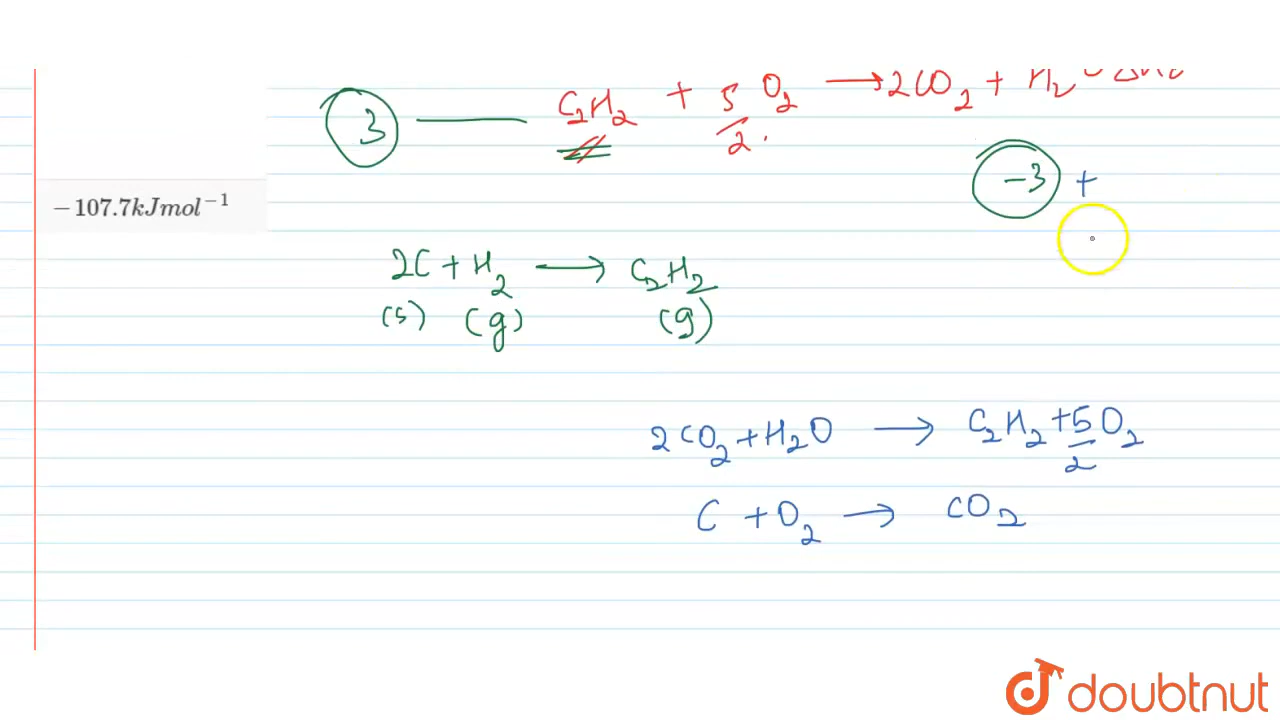 3 — C₂H₂ + 5/2 O₂ → 2CO₂ + H₂
−3 +
−107.7kJmol⁻¹
2C + H₂ → C₂H₂
(s) (g) (g)
2CO₂ + H₂O → C₂H₂ + 5/2 O₂
C + O₂ → CO₂
doubtnut